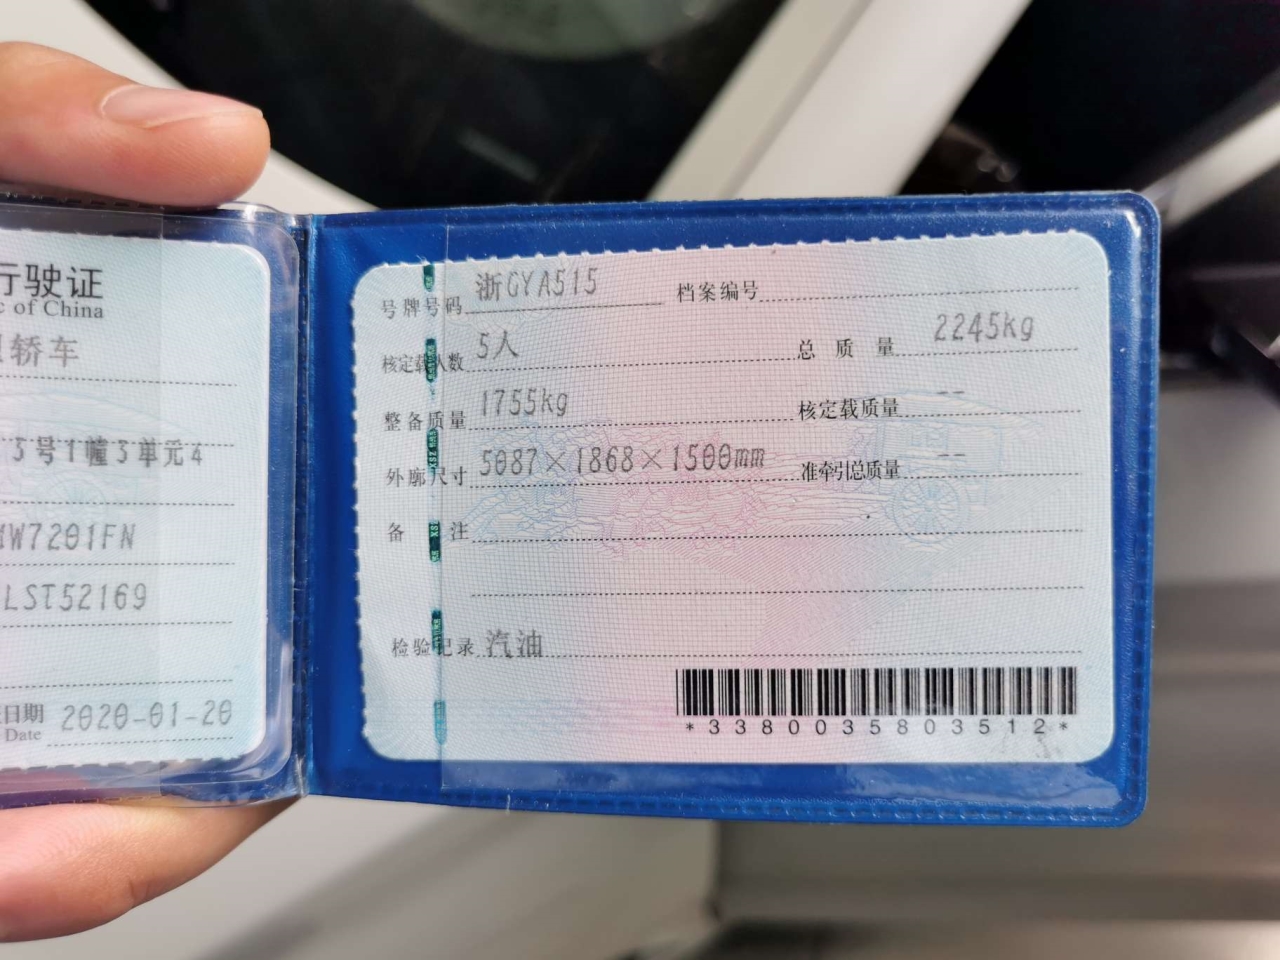 行驶证
c of China
轿车
3号1幢3单元4
MW7201FN
LST52169
日期 2020-01-20
Date
号牌号码 浙GYA515 档案编号
核定载人数 5人 总质量 2245kg
整备质量 1755kg 核定载质量 --
外廓尺寸 5087×1868×1500mm 准牵引总质量 --
备注
检验记录 汽油
*3380035803512*